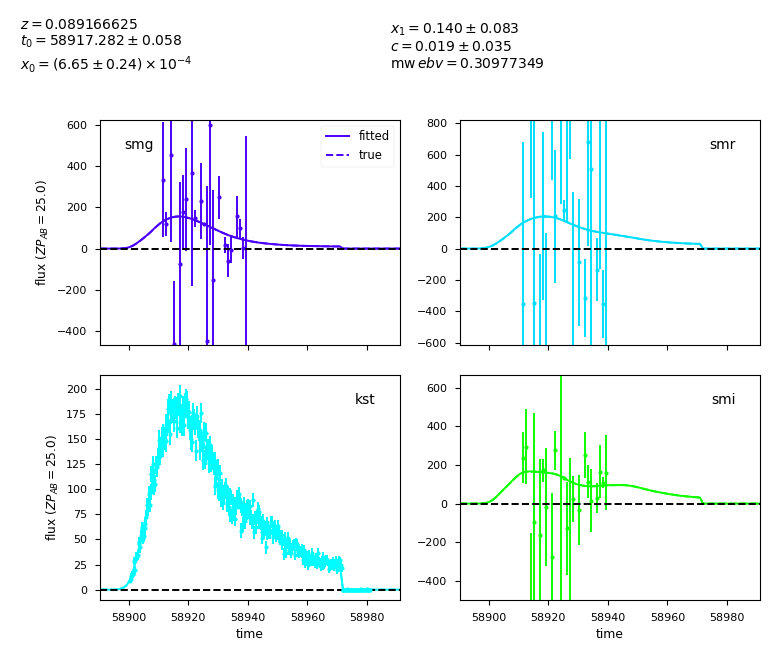 z = 0.089166625
t₀ = 58917.282 ± 0.058
x₀ = (6.65 ± 0.24) × 10⁻⁴
x₁ = 0.140 ± 0.083
c = 0.019 ± 0.035
mw ebv = 0.30977349
smg
fitted
true
600
400
200
0
−200
−400
flux (ZP_AB = 25.0)
smr
800
600
400
200
0
−200
−400
−600
kst
200
175
150
125
100
75
50
25
0
flux (ZP_AB = 25.0)
58900 58920 58940 58960 58980
time
smi
600
400
200
0
−200
−400
58900 58920 58940 58960 58980
time